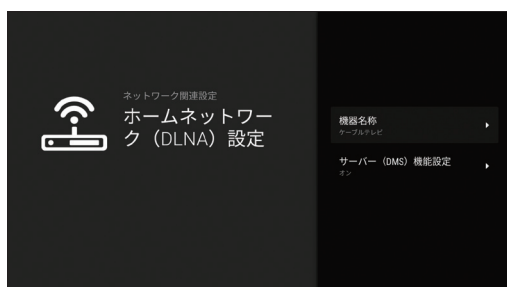 ネットワーク関連設定
ホームネットワー
ク（DLNA）設定
機器名称
ケーブルテレビ
サーバー（DMS）機能設定
オン